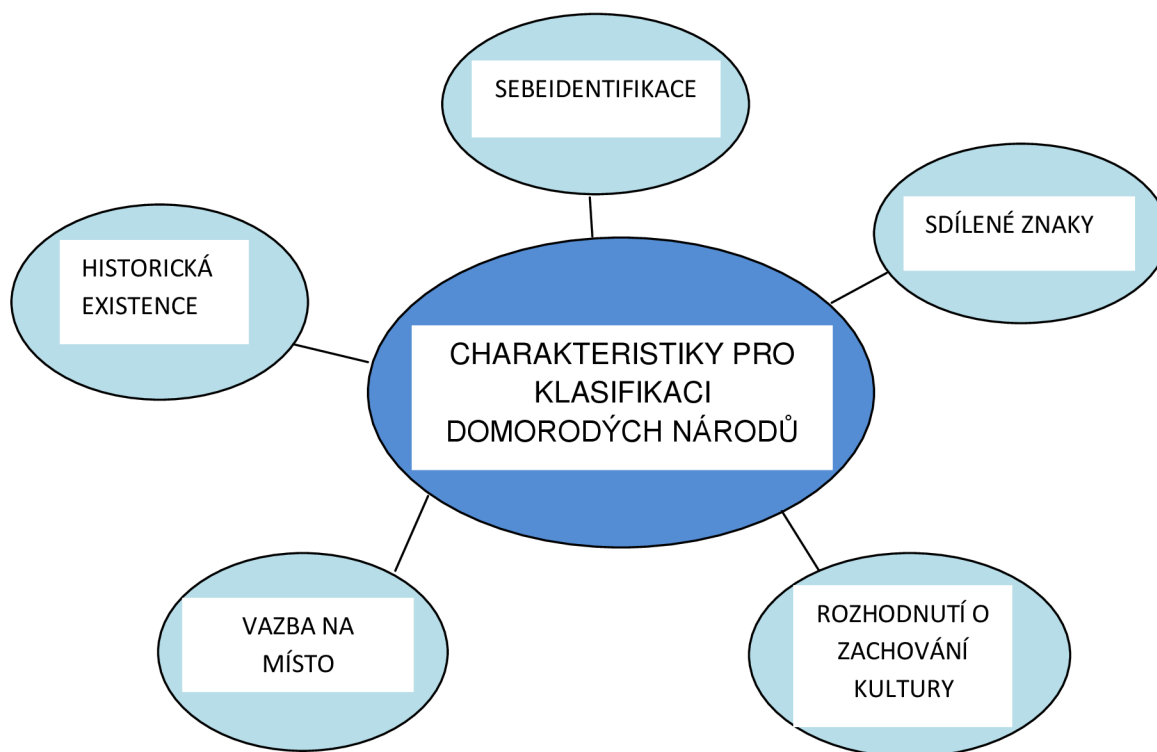 SEBEIDENTIFIKACE
SDÍLENÉ ZNAKY
HISTORICKÁ
EXISTENCE
CHARAKTERISTIKY PRO
KLASIFIKACI
DOMORODÝCH NÁRODŮ
VAZBA NA
MÍSTO
ROZHODNUTÍ O
ZACHOVÁNÍ
KULTURY